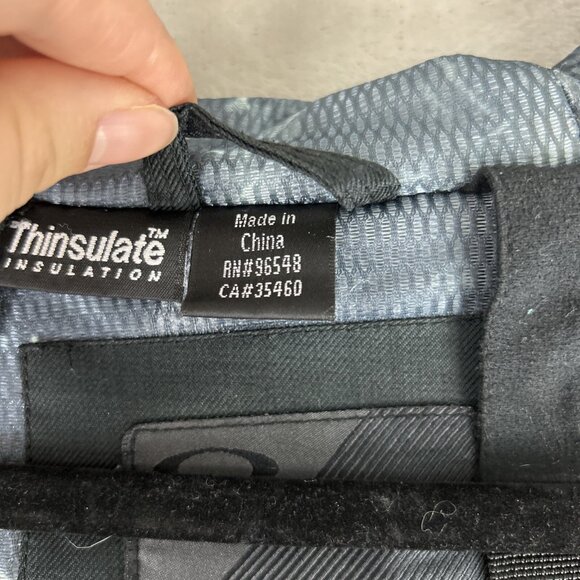 Thinsulate™
INSULATION
Made in
China
RN#96548
CA#35460